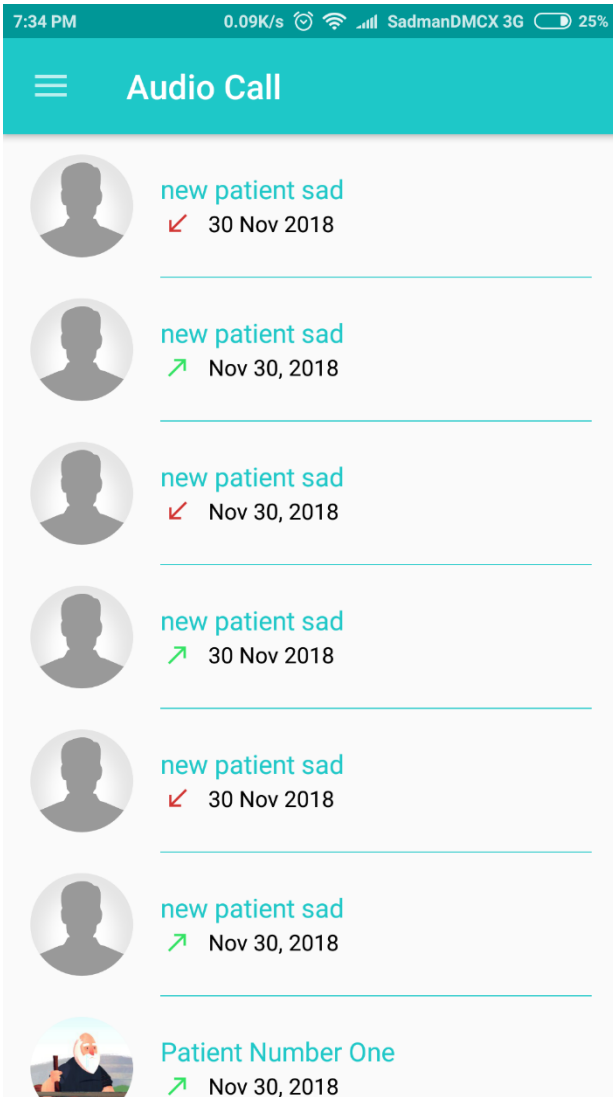 7:34 PM 0.09K/s SadmanDMCX 3G 25%
Audio Call
new patient sad
30 Nov 2018
new patient sad
Nov 30, 2018
new patient sad
Nov 30, 2018
new patient sad
30 Nov 2018
new patient sad
30 Nov 2018
new patient sad
Nov 30, 2018
Patient Number One
Nov 30, 2018